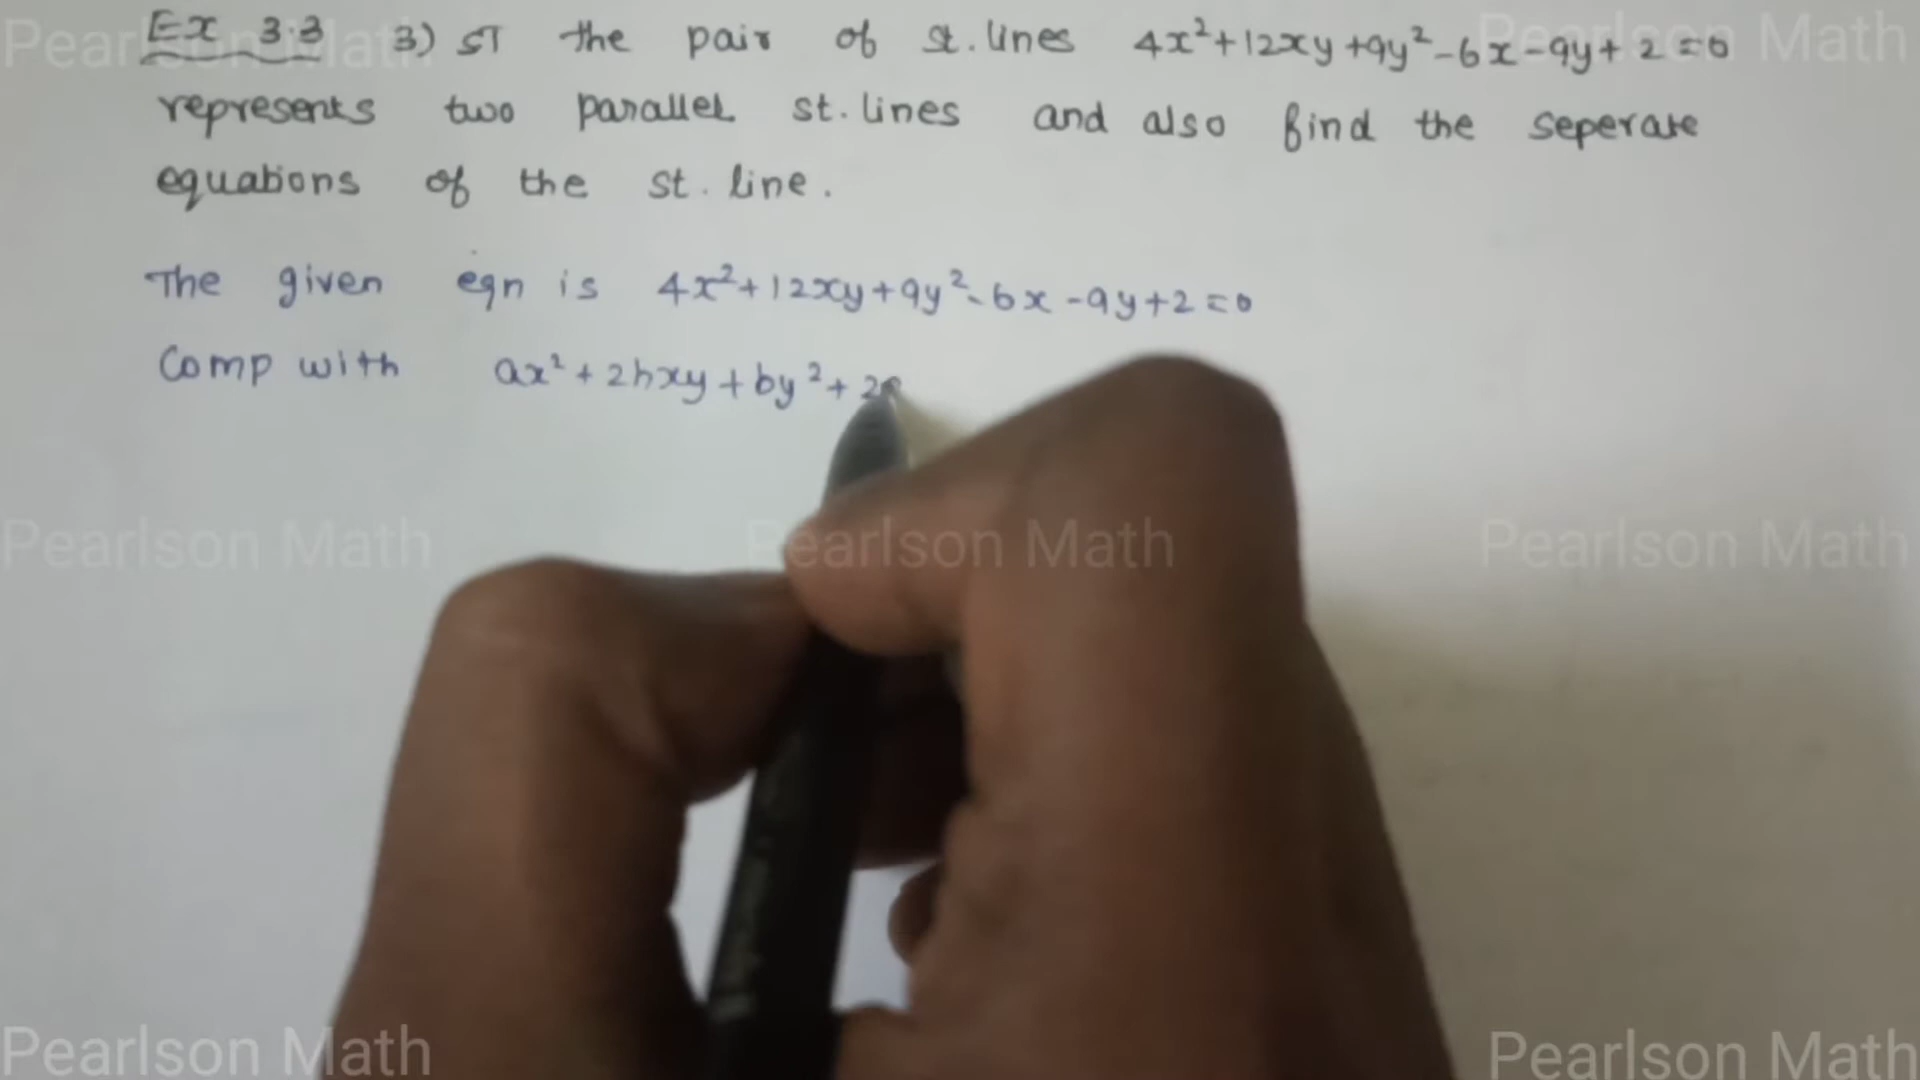 Ex 3.3 3) ST the pair of st. lines 4x²+12xy+9y²-6x-9y+2=0
represents two parallel st. lines and also find the seperate
equations of the st. line.
The given eqn is 4x²+12xy+9y²-6x-9y+2=0
Comp with ax²+2hxy+by²+2
Pearlson Math
Pearlson Math
Pearlson Math
Pearlson Math
Pearlson Math
Pearlson Math
Pearlson Math